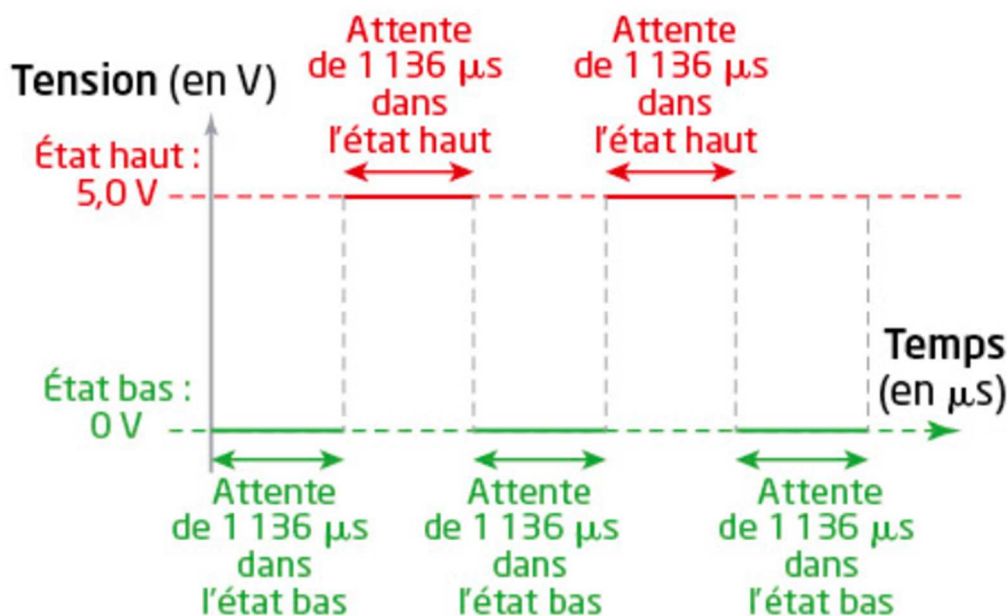 Attente
de 1 136 μs
dans
l'état haut
Attente
de 1 136 μs
dans
l'état haut
Tension (en V)
État haut :
5,0 V
Temps
(en μs)
État bas :
0 V
Attente
de 1 136 μs
dans
l'état bas
Attente
de 1 136 μs
dans
l'état bas
Attente
de 1 136 μs
dans
l'état bas